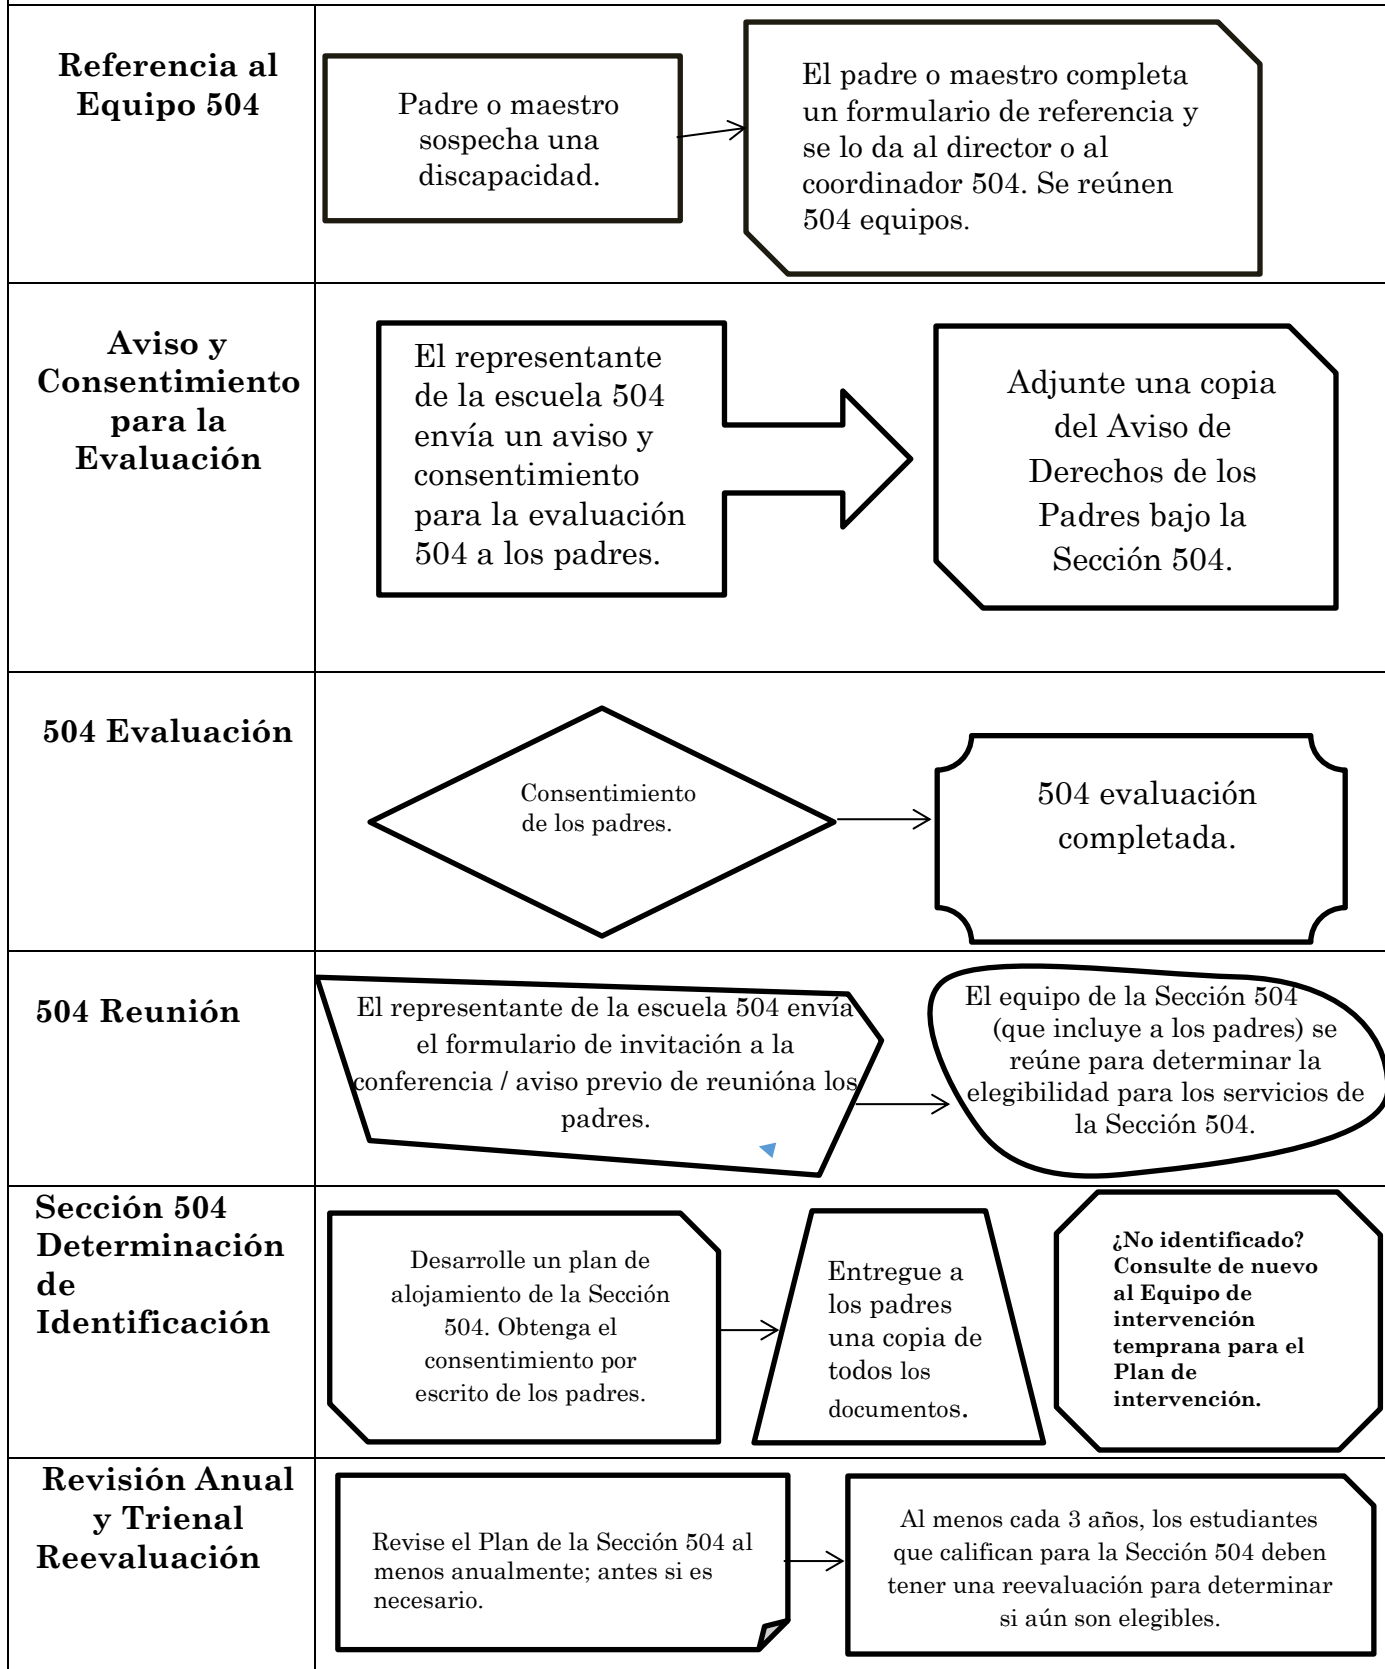 Referencia al
Equipo 504
Padre o maestro
sospecha una
discapacidad.
El padre o maestro completa
un formulario de referencia y
se lo da al director o al
coordinador 504. Se reúnen
504 equipos.
Aviso y
Consentimiento
para la
Evaluación
El representante
de la escuela 504
envía un aviso y
consentimiento
para la evaluación
504 a los padres.
Adjunte una copia
del Aviso de
Derechos de los
Padres bajo la
Sección 504.
504 Evaluación
Consentimiento
de los padres.
504 evaluación
completada.
504 Reunión
El representante de la escuela 504 envía
el formulario de invitación a la
conferencia / aviso previo de reunióna los
padres.
El equipo de la Sección 504
(que incluye a los padres) se
reúne para determinar la
elegibilidad para los servicios de
la Sección 504.
Sección 504
Determinación
de
Identificación
Desarrolle un plan de
alojamiento de la Sección
504. Obtenga el
consentimiento por
escrito de los padres.
Entregue a
los padres
una copia de
todos los
documentos.
¿No identificado?
Consulte de nuevo
al Equipo de
intervención
temprana para el
Plan de
intervención.
Revisión Anual
y Trienal
Reevaluación
Revise el Plan de la Sección 504 al
menos anualmente; antes si es
necesario.
Al menos cada 3 años, los estudiantes
que califican para la Sección 504 deben
tener una reevaluación para determinar
si aún son elegibles.